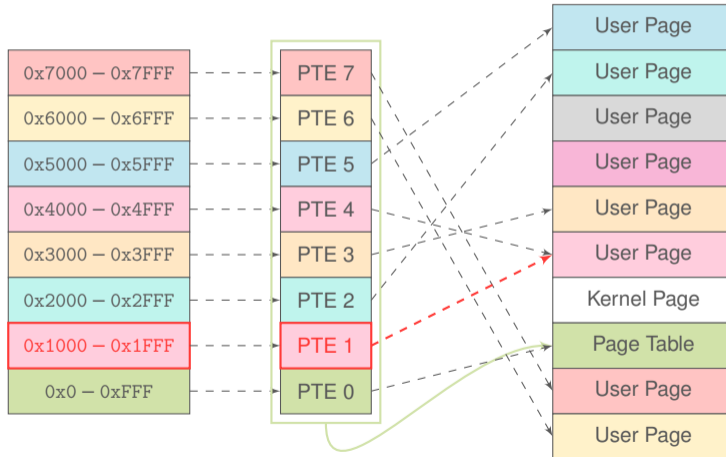 0x7000 – 0x7FFF
0x6000 – 0x6FFF
0x5000 – 0x5FFF
0x4000 – 0x4FFF
0x3000 – 0x3FFF
0x2000 – 0x2FFF
0x1000 – 0x1FFF
0x0 – 0xFFF
PTE 7
PTE 6
PTE 5
PTE 4
PTE 3
PTE 2
PTE 1
PTE 0
User Page
User Page
User Page
User Page
User Page
User Page
Kernel Page
Page Table
User Page
User Page